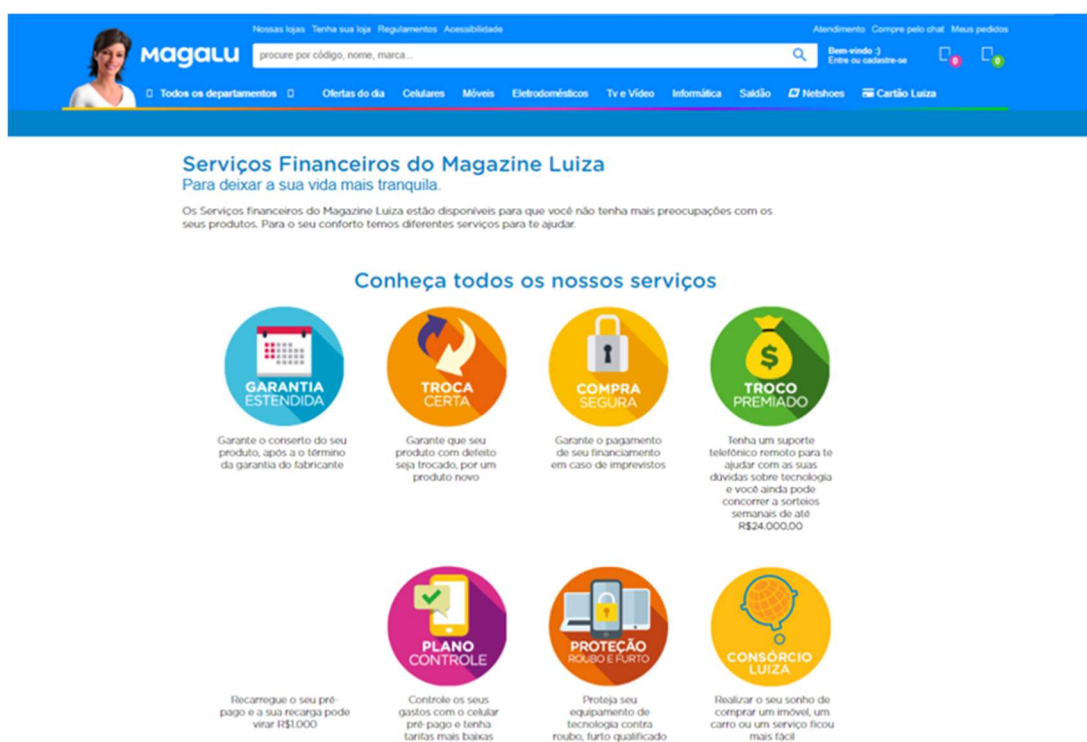 Nossas lojas Tenha sua loja Regulamentos Acessibilidade
Atendimento Compre pelo chat Meus pedidos
MagaLu
procure por código, nome, marca...
Bem-vindo :)
Entre ou cadastre-se
0
0
Todos os departamentos
Ofertas do dia Celulares Móveis Eletrodomésticos Tv e Vídeo Informática Saldão Netshoes Cartão Luiza
Serviços Financeiros do Magazine Luiza
Para deixar a sua vida mais tranquila.
Os Serviços financeiros do Magazine Luiza estão disponíveis para que você não tenha mais preocupações com os
seus produtos. Para o seu conforto temos diferentes serviços para te ajudar.
Conheça todos os nossos serviços
GARANTIA
ESTENDIDA
Garante o conserto do seu
produto, após a o término
da garantia do fabricante
TROCA
CERTA
Garante que seu
produto com defeito
seja trocado, por um
produto novo
COMPRA
SEGURA
Garante o pagamento
de seu financiamento
em caso de imprevistos
$
TROCO
PREMIADO
Tenha um suporte
telefônico remoto para te
ajudar com as suas
dúvidas sobre tecnologia
e você ainda pode
concorrer a sorteios
semanais de até
R$24.000,00
Recarregue o seu pré-
pago e a sua recarga pode
virar R$1.000
PLANO
CONTROLE
Controle os seus
gastos com o celular
pré-pago e tenha
tarifas mais baixas
PROTEÇÃO
ROUBO E FURTO
Proteja seu
equipamento de
tecnologia contra
roubo, furto qualificado
CONSÓRCIO
LUIZA
Realizar o seu sonho de
comprar um imóvel, um
carro ou um serviço ficou
mais fácil